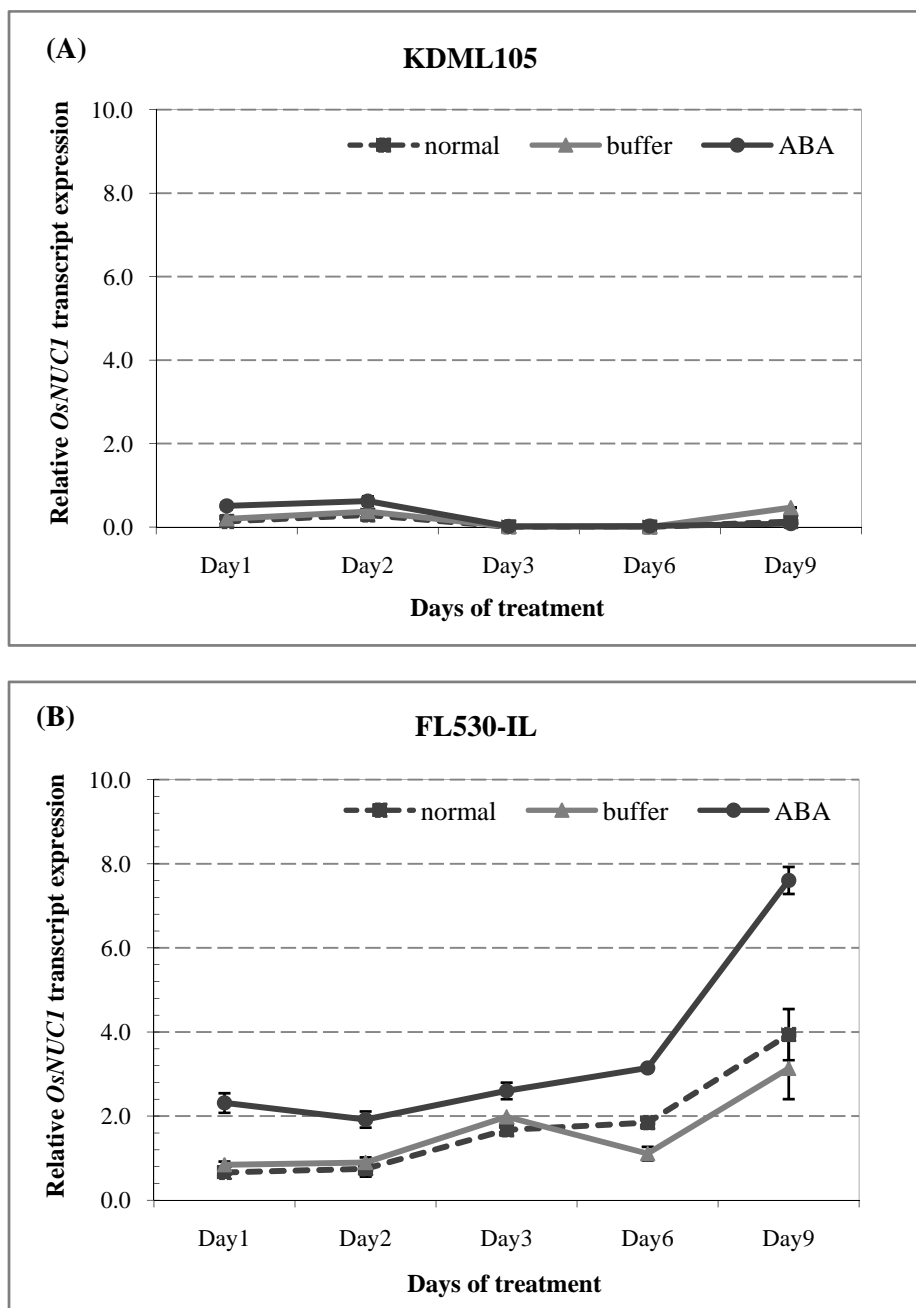 (A)
KDML105
Relative OsNUC1 transcript expression
10.0
8.0
6.0
4.0
2.0
0.0
normal buffer ABA
Day1 Day2 Day3 Day6 Day9
Days of treatment
(B)
FL530-IL
Relative OsNUC1 transcript expression
10.0
8.0
6.0
4.0
2.0
0.0
normal buffer ABA
Day1 Day2 Day3 Day6 Day9
Days of treatment